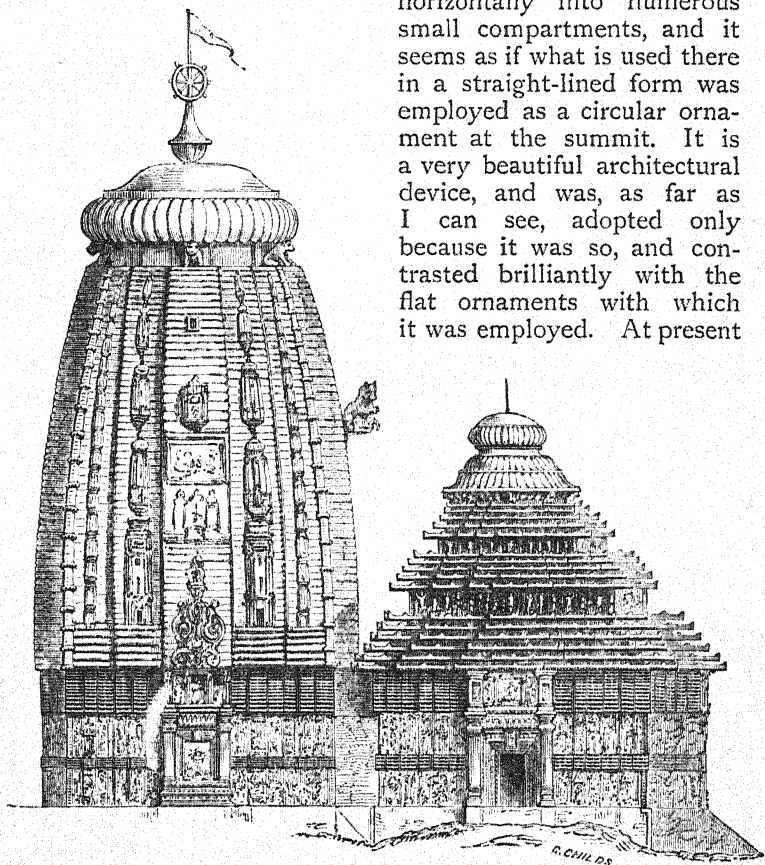 horizontally into numerous
small compartments, and it
seems as if what is used there
in a straight-lined form was
employed as a circular orna-
ment at the summit. It is
a very beautiful architectural
device, and was, as far as
I can see, adopted only
because it was so, and con-
trasted brilliantly with the
flat ornaments with which
it was employed. At present
G. CHILDS